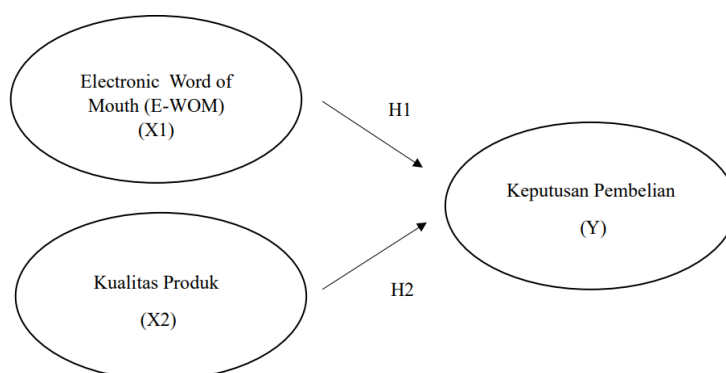 Electronic Word of
Mouth (E-WOM)
(X1)
H1
Keputusan Pembelian
(Y)
Kualitas Produk
(X2)
H2